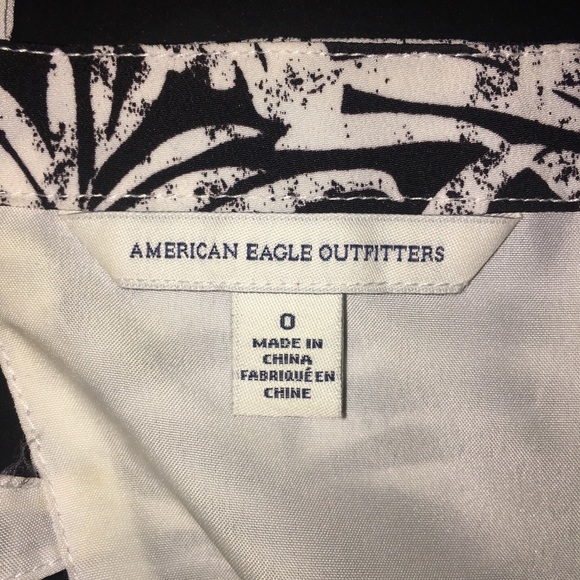 AMERICAN EAGLE OUTFITTERS
0
MADE IN
CHINA
FABRIQUÉ EN
CHINE